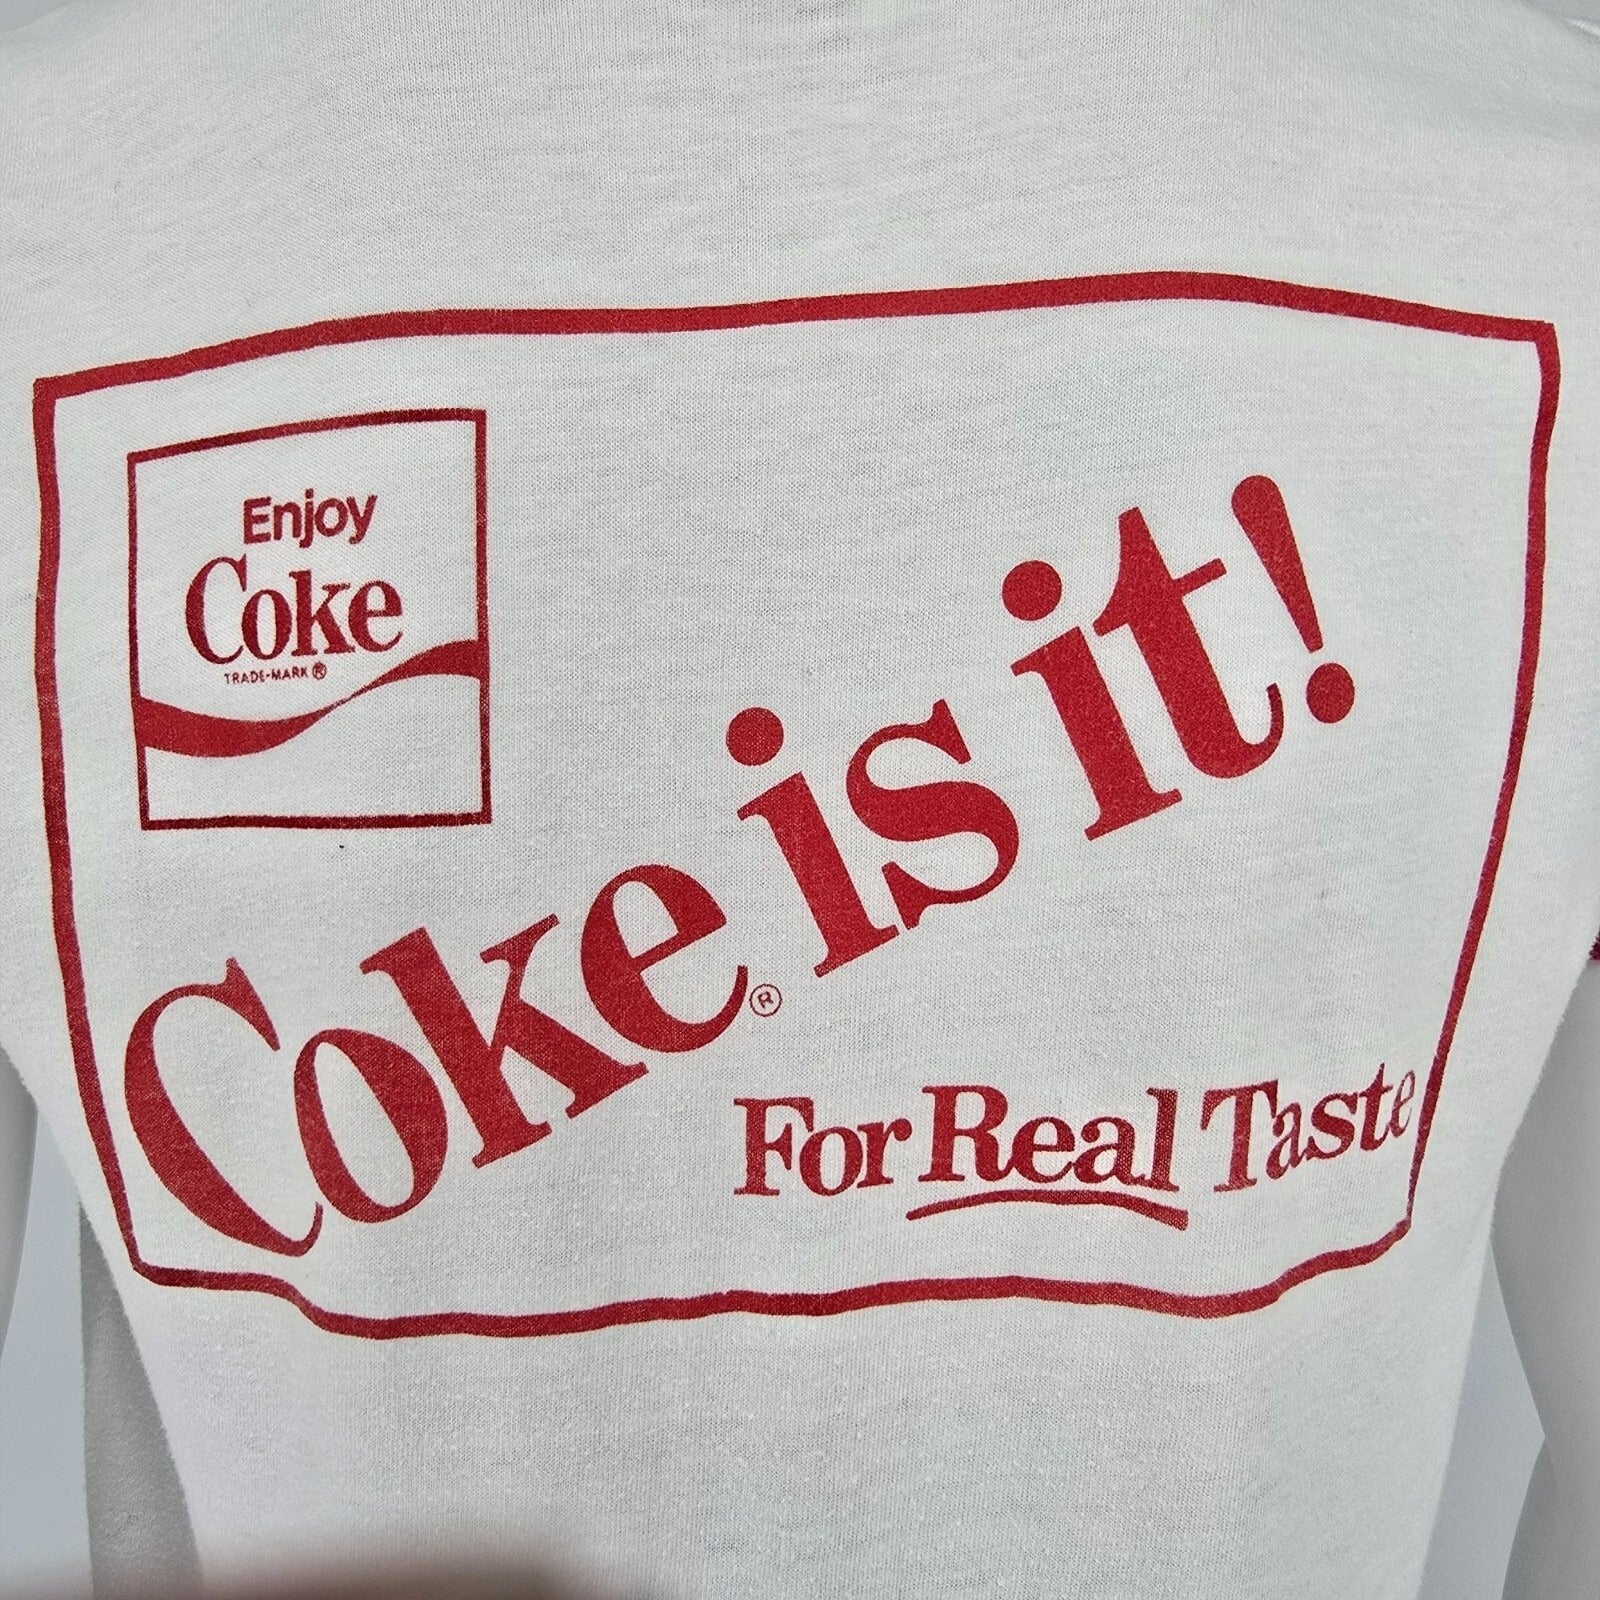 Enjoy
Coke
TRADE-MARK ®
Coke® is it!
For Real Taste